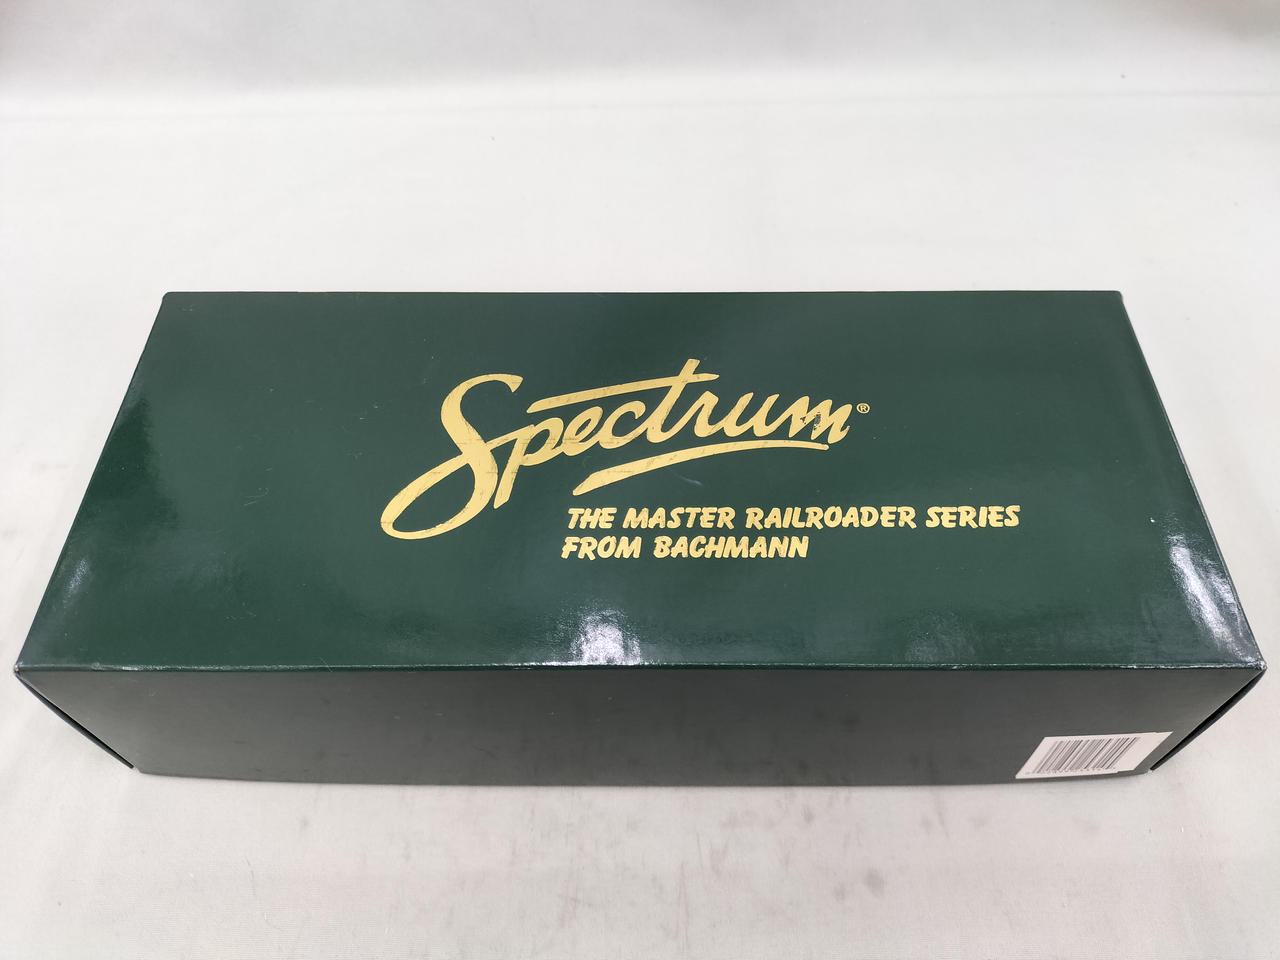 Spectrum®
THE MASTER RAILROADER SERIES
FROM BACHMANN